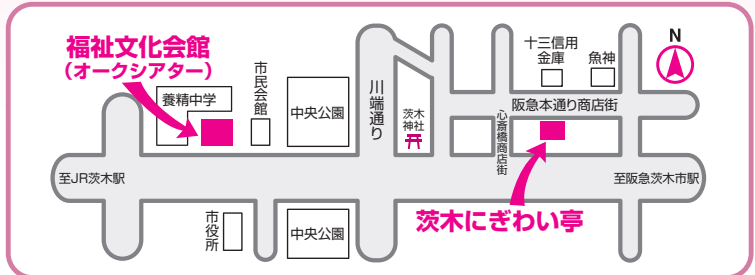 福祉文化会館
（オークシアター）
養精中学
市民会館
中央公園
川端通り
茨木
神社
十三信用
金庫
魚神
N
阪急本通り商店街
心斎橋商店街
至JR茨木駅
至阪急茨木市駅
茨木にぎわい亭
市役所
中央公園